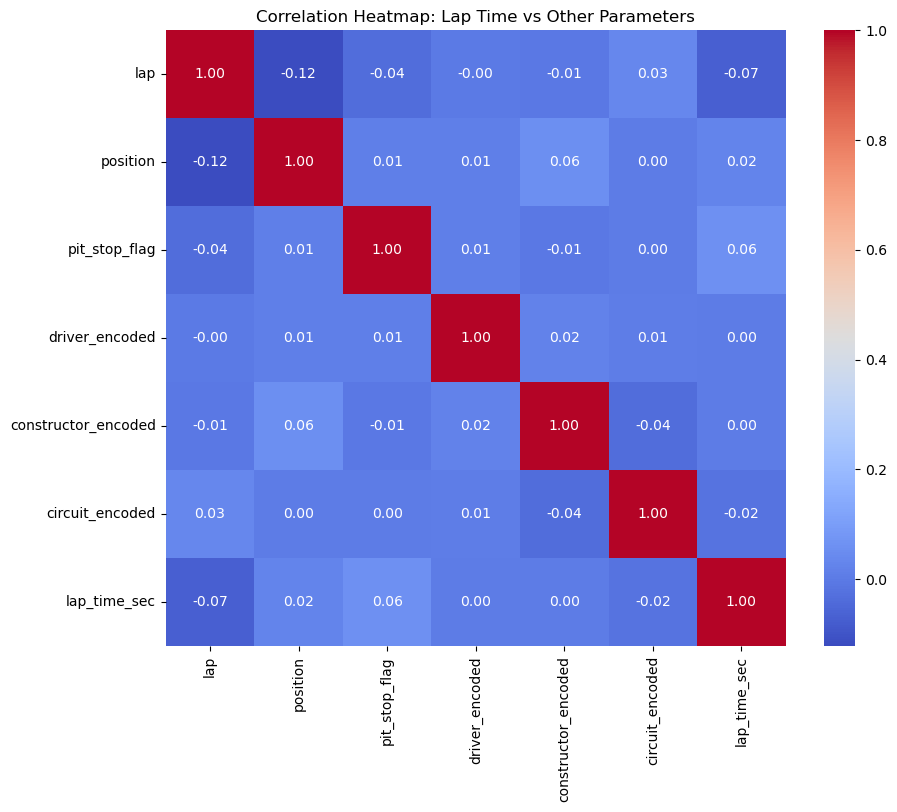 Correlation Heatmap: Lap Time vs Other Parameters
lap 1.00 -0.12 -0.04 -0.00 -0.01 0.03 -0.07
position -0.12 1.00 0.01 0.01 0.06 0.00 0.02
pit_stop_flag -0.04 0.01 1.00 0.01 -0.01 0.00 0.06
driver_encoded -0.00 0.01 0.01 1.00 0.02 0.01 0.00
constructor_encoded -0.01 0.06 -0.01 0.02 1.00 -0.04 0.00
circuit_encoded 0.03 0.00 0.00 0.01 -0.04 1.00 -0.02
lap_time_sec -0.07 0.02 0.06 0.00 0.00 -0.02 1.00
lap
position
pit_stop_flag
driver_encoded
constructor_encoded
circuit_encoded
lap_time_sec
1.0
0.8
0.6
0.4
0.2
0.0